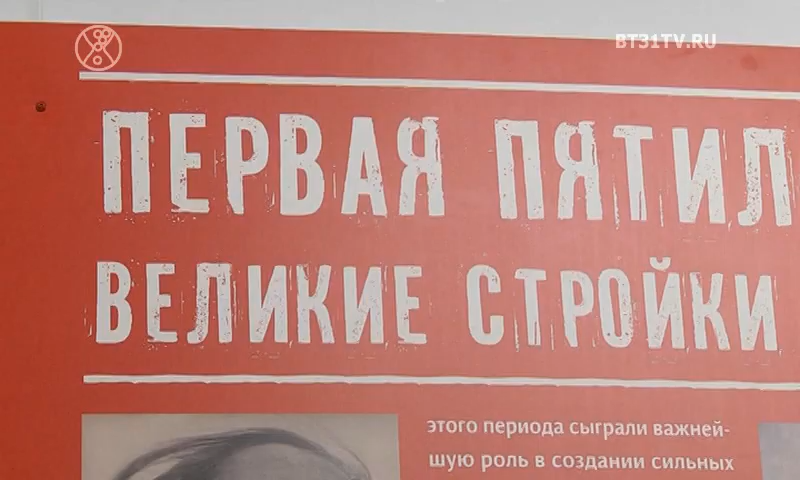 BT31TV.RU
ПЕРВАЯ ПЯТИЛ
ВЕЛИКИЕ СТРОЙКИ
этого периода сыграли важней-
шую роль в создании сильных